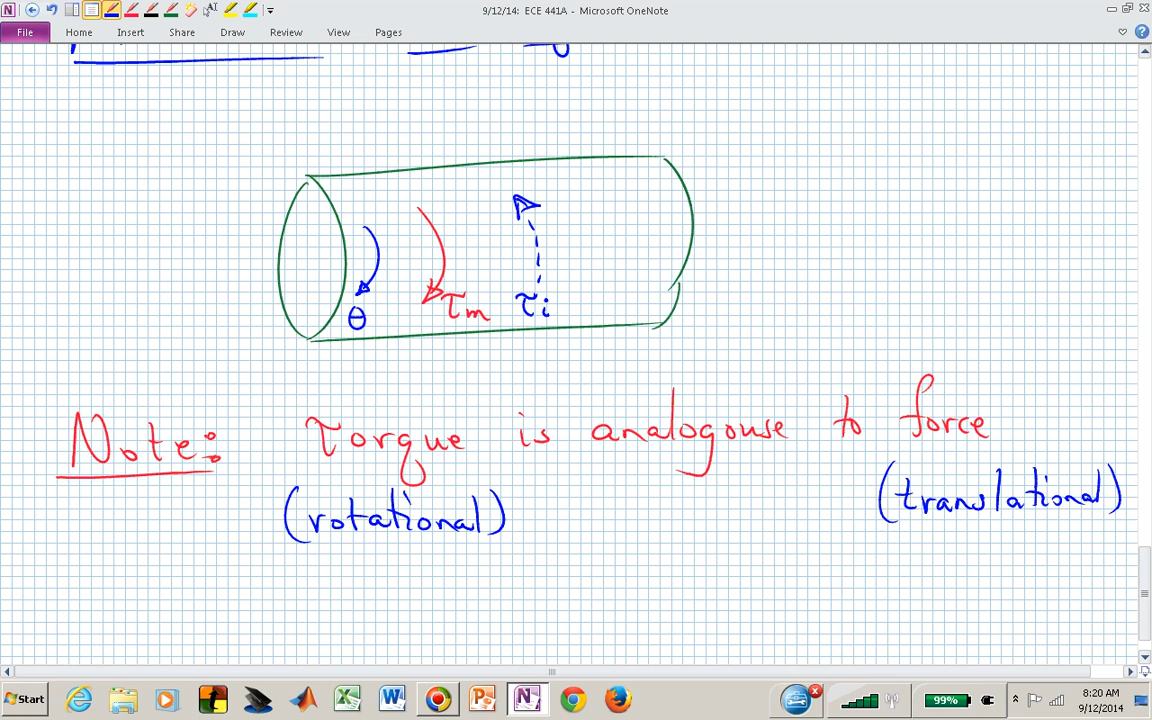 9/12/14: ECE 441A - Microsoft OneNote
File Home Insert Share Draw Review View Pages
θ τm τi
Note: Torque is analogouse to force
(rotational) (translational)
Start 99% 8:20 AM
9/12/2014